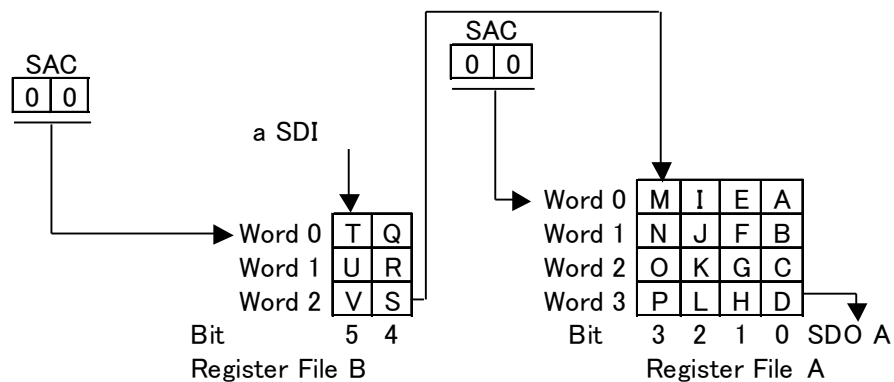 SAC
0 0
SAC
0 0
a SDI
Word 0 T Q
Word 1 U R
Word 2 V S
Bit 5 4
Register File B
Word 0 M I E A
Word 1 N J F B
Word 2 O K G C
Word 3 P L H D
Bit 3 2 1 0 SDO A
Register File A